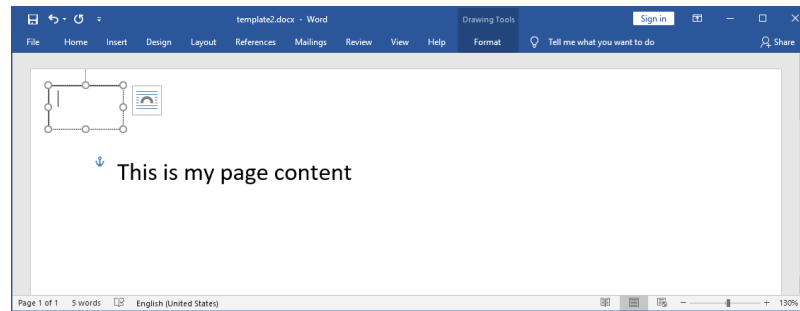 template2.docx - Word
Drawing Tools
Sign in
File Home Insert Design Layout References Mailings Review View Help Format Tell me what you want to do Share
This is my page content
Page 1 of 1 5 words English (United States) 130%